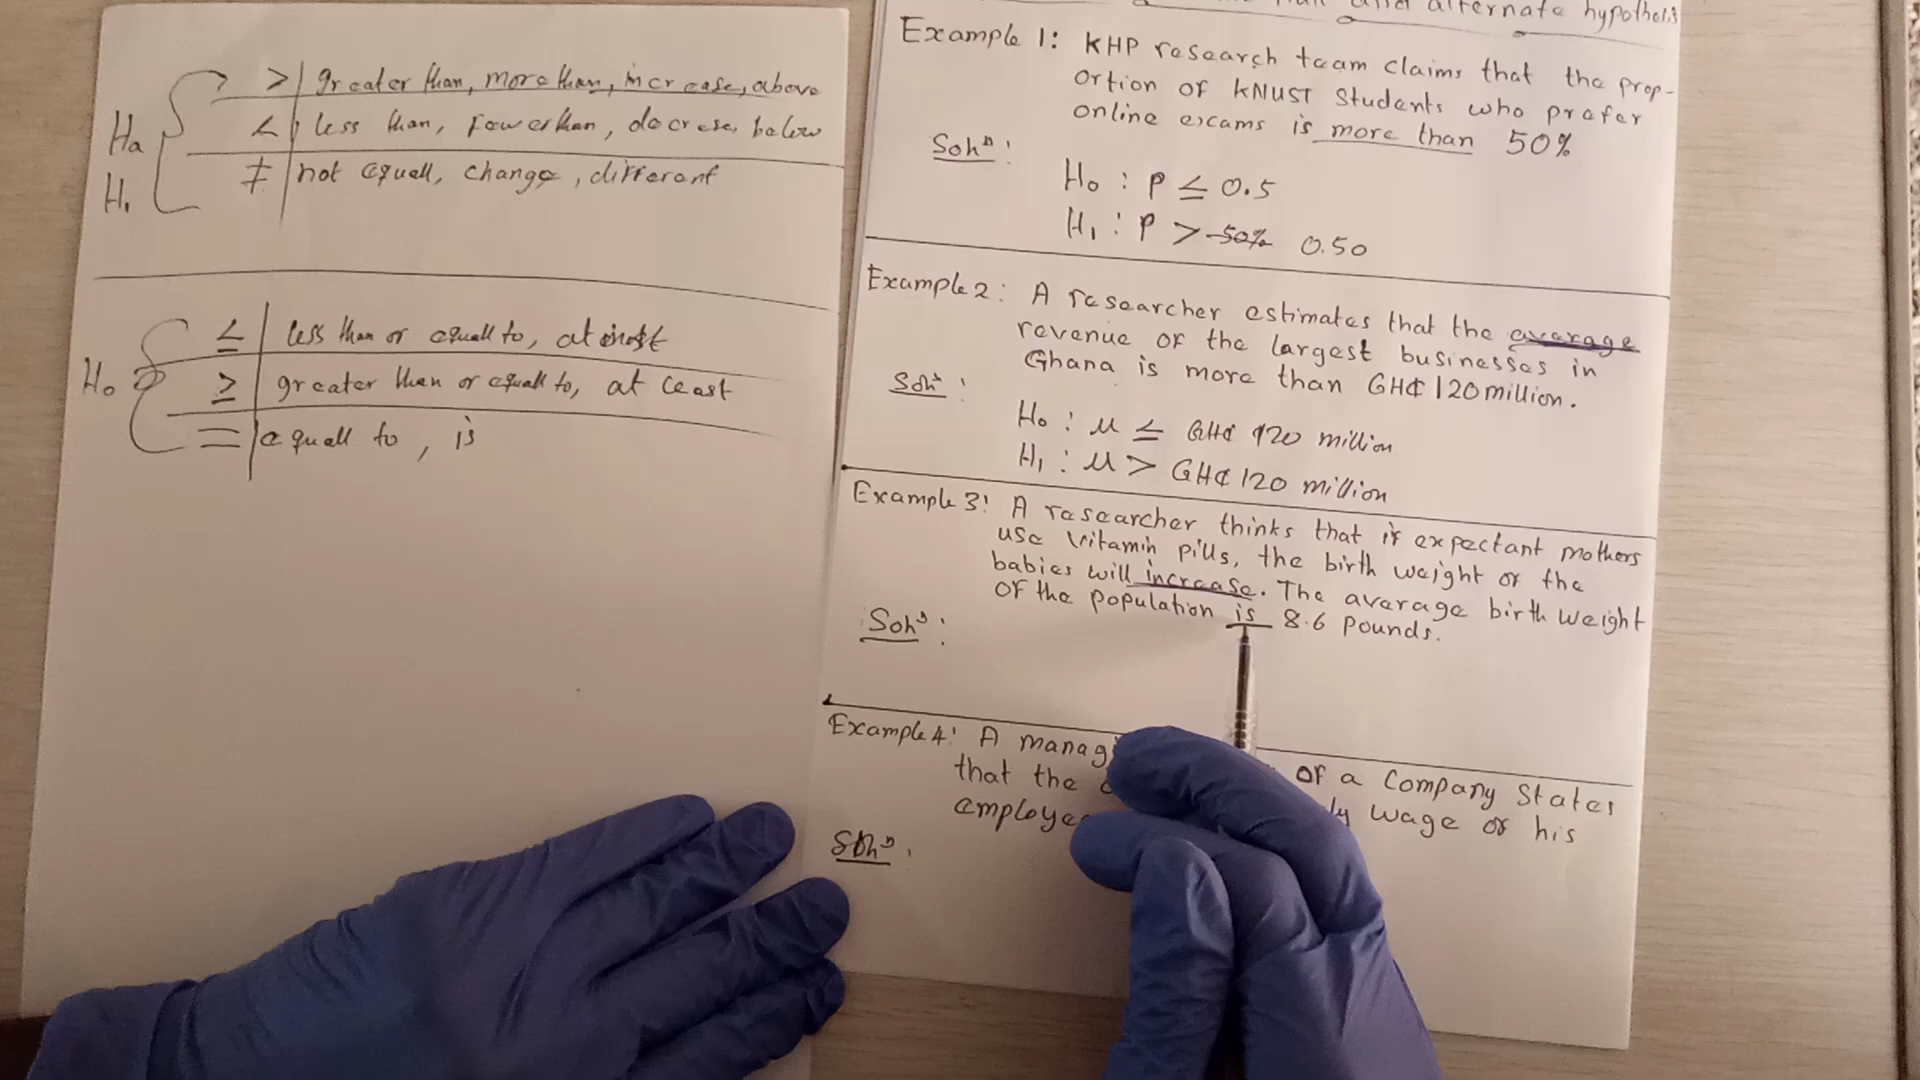 > greater than, more than, increase, above
Ha < less than, fewer than, decrese, below
H₁ ≠ not equall, change, different
≤ less than or equall to, at most
H₀ ≥ greater than or equall to, at least
= equall to, is
alternate hypothesis
Example 1: KHP research team claims that the prop-
ortion of KNUST Students who prefer
online exams is more than 50%
Solⁿ:
H₀ : P ≤ 0.5
H₁ : P > 50% 0.50
Example 2: A researcher estimates that the average
revenue of the largest businesses in
Ghana is more than GH₵ 120 million.
Solⁿ:
H₀ : μ ≤ GH₵ 120 million
H₁ : μ > GH₵ 120 million
Example 3: A researcher thinks that if expectant mothers
use vitamin pills, the birth weight of the
babies will increase. The average birth weight
of the population is 8.6 pounds.
Solⁿ:
Example 4: A manag of a Company States
that the
employe wage of his
Solⁿ: